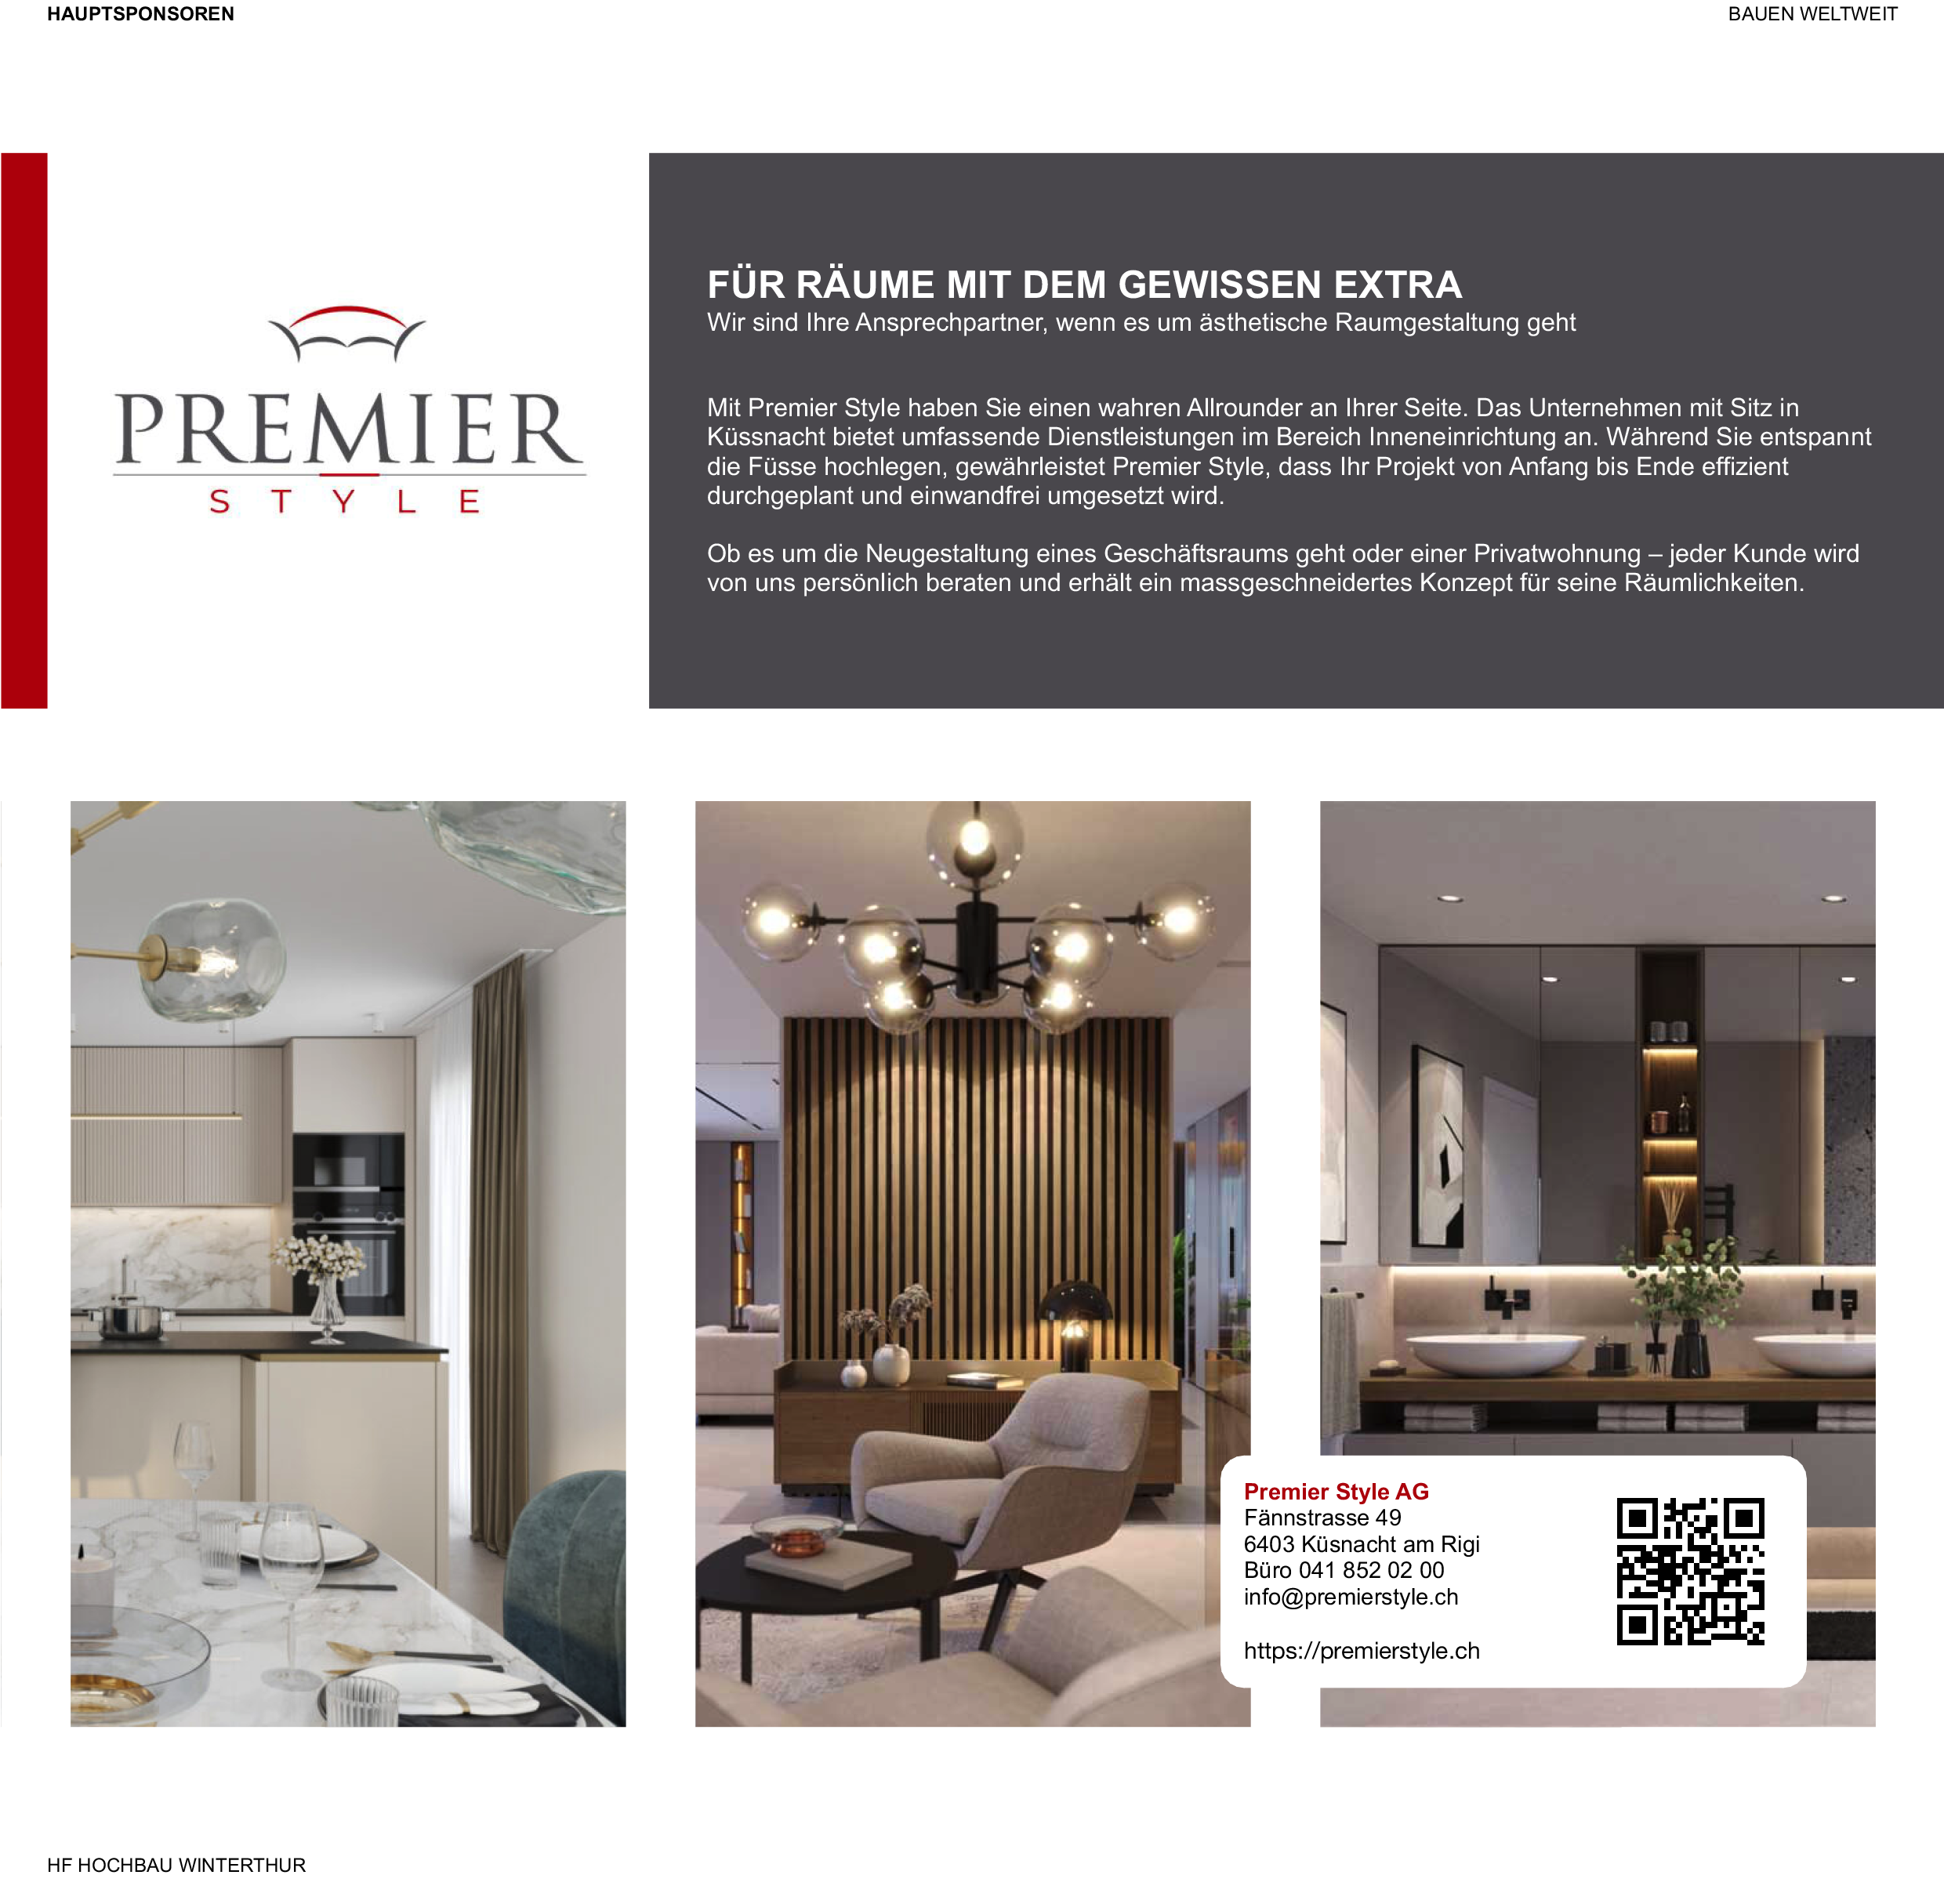 HAUPTSPONSOREN
BAUEN WELTWEIT
PREMIER
STYLE
FÜR RÄUME MIT DEM GEWISSEN EXTRA
Wir sind Ihre Ansprechpartner, wenn es um ästhetische Raumgestaltung geht
Mit Premier Style haben Sie einen wahren Allrounder an Ihrer Seite. Das Unternehmen mit Sitz in
Küssnacht bietet umfassende Dienstleistungen im Bereich Inneneinrichtung an. Während Sie entspannt
die Füsse hochlegen, gewährleistet Premier Style, dass Ihr Projekt von Anfang bis Ende effizient
durchgeplant und einwandfrei umgesetzt wird.
Ob es um die Neugestaltung eines Geschäftsraums geht oder einer Privatwohnung – jeder Kunde wird
von uns persönlich beraten und erhält ein massgeschneidertes Konzept für seine Räumlichkeiten.
Premier Style AG
Fännstrasse 49
6403 Küsnacht am Rigi
Büro 041 852 02 00
info@premierstyle.ch
https://premierstyle.ch
HF HOCHBAU WINTERTHUR